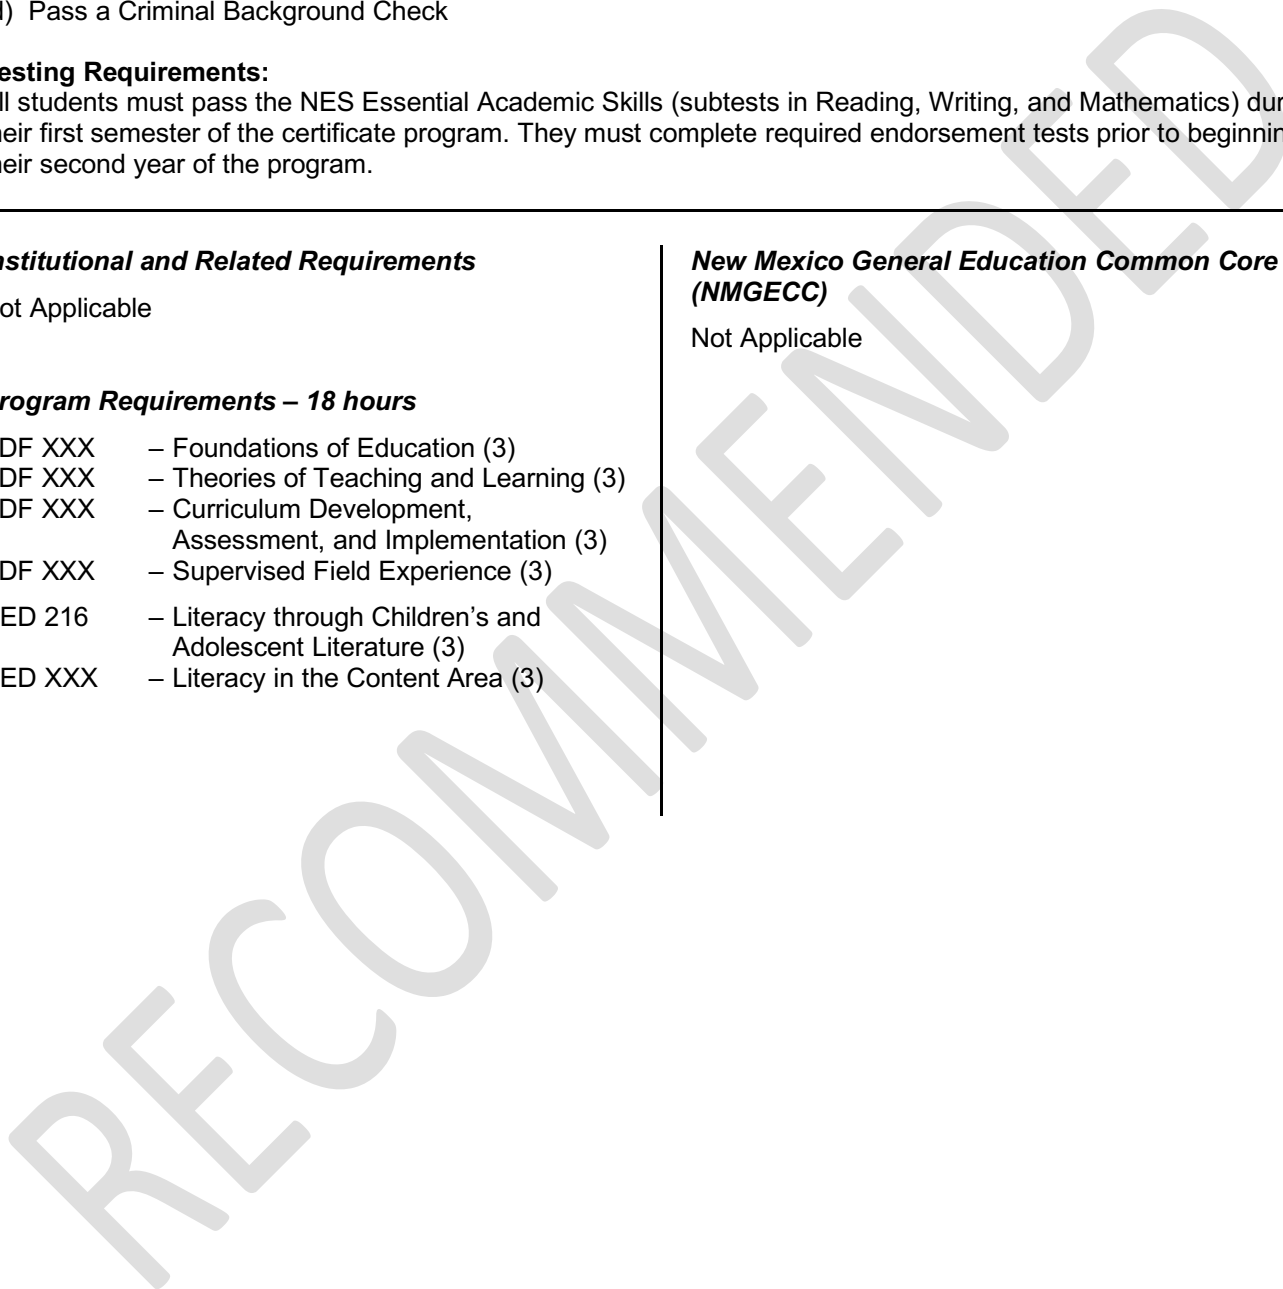 d) Pass a Criminal Background Check
esting Requirements:
ll students must pass the NES Essential Academic Skills (subtests in Reading, Writing, and Mathematics) dur
heir first semester of the certificate program. They must complete required endorsement tests prior to beginnin
heir second year of the program.
nstitutional and Related Requirements
ot Applicable
rogram Requirements – 18 hours
DF XXX – Foundations of Education (3)
DF XXX – Theories of Teaching and Learning (3)
DF XXX – Curriculum Development,
Assessment, and Implementation (3)
DF XXX – Supervised Field Experience (3)
ED 216 – Literacy through Children's and
Adolescent Literature (3)
ED XXX – Literacy in the Content Area (3)
New Mexico General Education Common Core
(NMGECC)
Not Applicable
RECOMMENDED